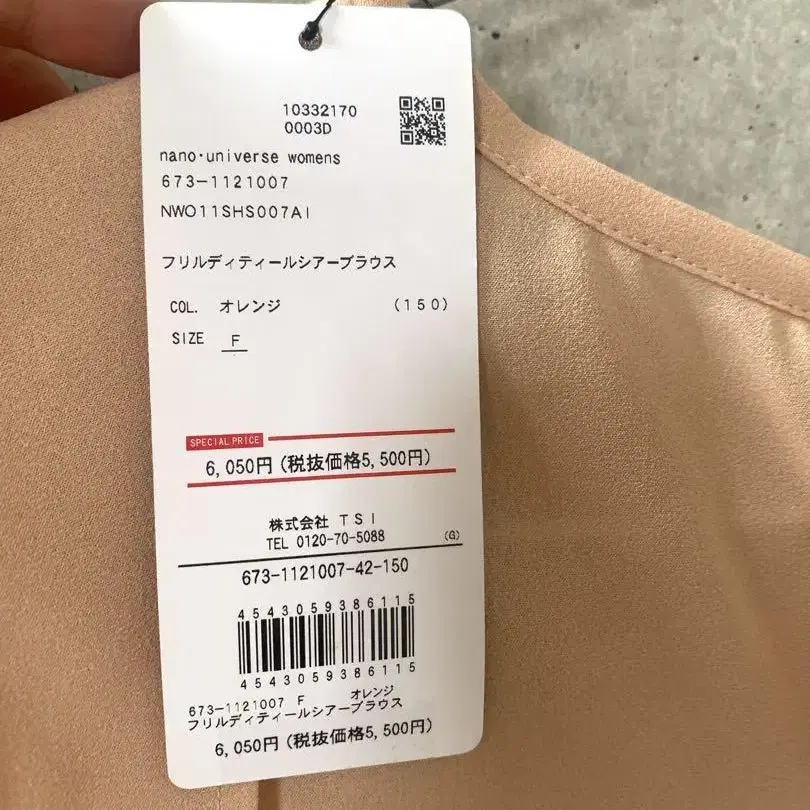 10332170
0003D
nano・universe womens
673-1121007
NWO11SHS007AI
フリルディティールシアーブラウス
COL. オレンジ (150)
SIZE F
SPECIAL PRICE
6,050円(税抜価格5,500円)
株式会社 TSI
TEL 0120-70-5088 (G)
673-1121007-42-150
4543059386115
4543059386115
673-1121007 F オレンジ
フリルディティールシアーブラウス
6,050円(税抜価格5,500円)